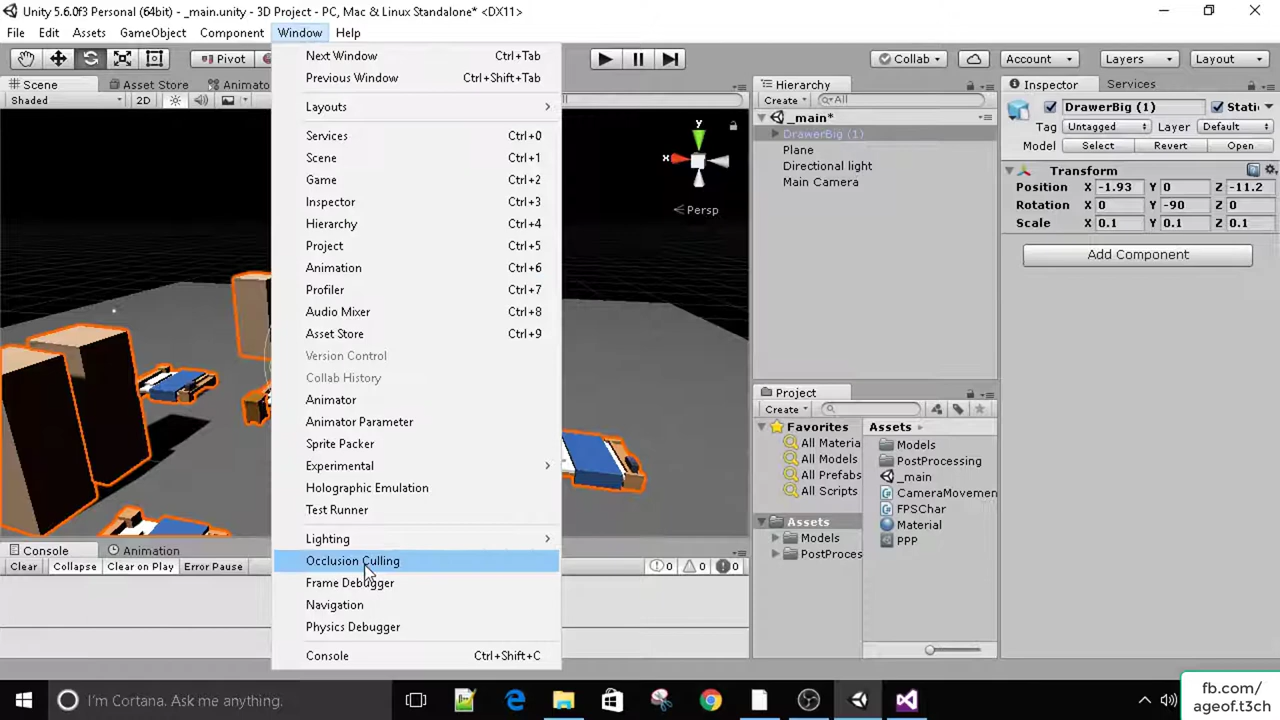 Unity 5.6.0f3 Personal (64bit) - _main.unity - 3D Project - PC, Mac & Linux Standalone* <DX11>
File Edit Assets GameObject Component Window Help
Pivot Collab Account Layers Layout
Scene Asset Store Animato
Shaded 2D All
Next Window Ctrl+Tab
Previous Window Ctrl+Shift+Tab
Layouts
Services Ctrl+0
Scene Ctrl+1
Game Ctrl+2
Inspector Ctrl+3
Hierarchy Ctrl+4
Project Ctrl+5
Animation Ctrl+6
Profiler Ctrl+7
Audio Mixer Ctrl+8
Asset Store Ctrl+9
Version Control
Collab History
Animator
Animator Parameter
Sprite Packer
Experimental
Holographic Emulation
Test Runner
Lighting
Occlusion Culling
Frame Debugger
Navigation
Physics Debugger
Console Ctrl+Shift+C
y
x
Persp
Hierarchy
Create All
_main*
DrawerBig (1)
Plane
Directional light
Main Camera
Project
Create
Favorites
All Materia
All Models
All Prefabs
All Scripts
Assets
Models
PostProces
Assets
Models
PostProcessing
_main
CameraMovemen
FPSChar
Material
PPP
Inspector Services
DrawerBig (1) Stati
Tag Untagged Layer Default
Model Select Revert Open
Transform
Position X -1.93 Y 0 Z -11.2
Rotation X 0 Y -90 Z 0
Scale X 0.1 Y 0.1 Z 0.1
Add Component
Console Animation
Clear Collapse Clear on Play Error Pause 0 0 0
I'm Cortana. Ask me anything.
fb.com/
ageof.t3ch